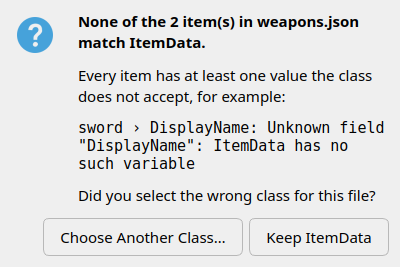 None of the 2 item(s) in weapons.json
match ItemData.
Every item has at least one value the class
does not accept, for example:
sword › DisplayName: Unknown field
"DisplayName": ItemData has no
such variable
Did you select the wrong class for this file?
Choose Another Class...
Keep ItemData